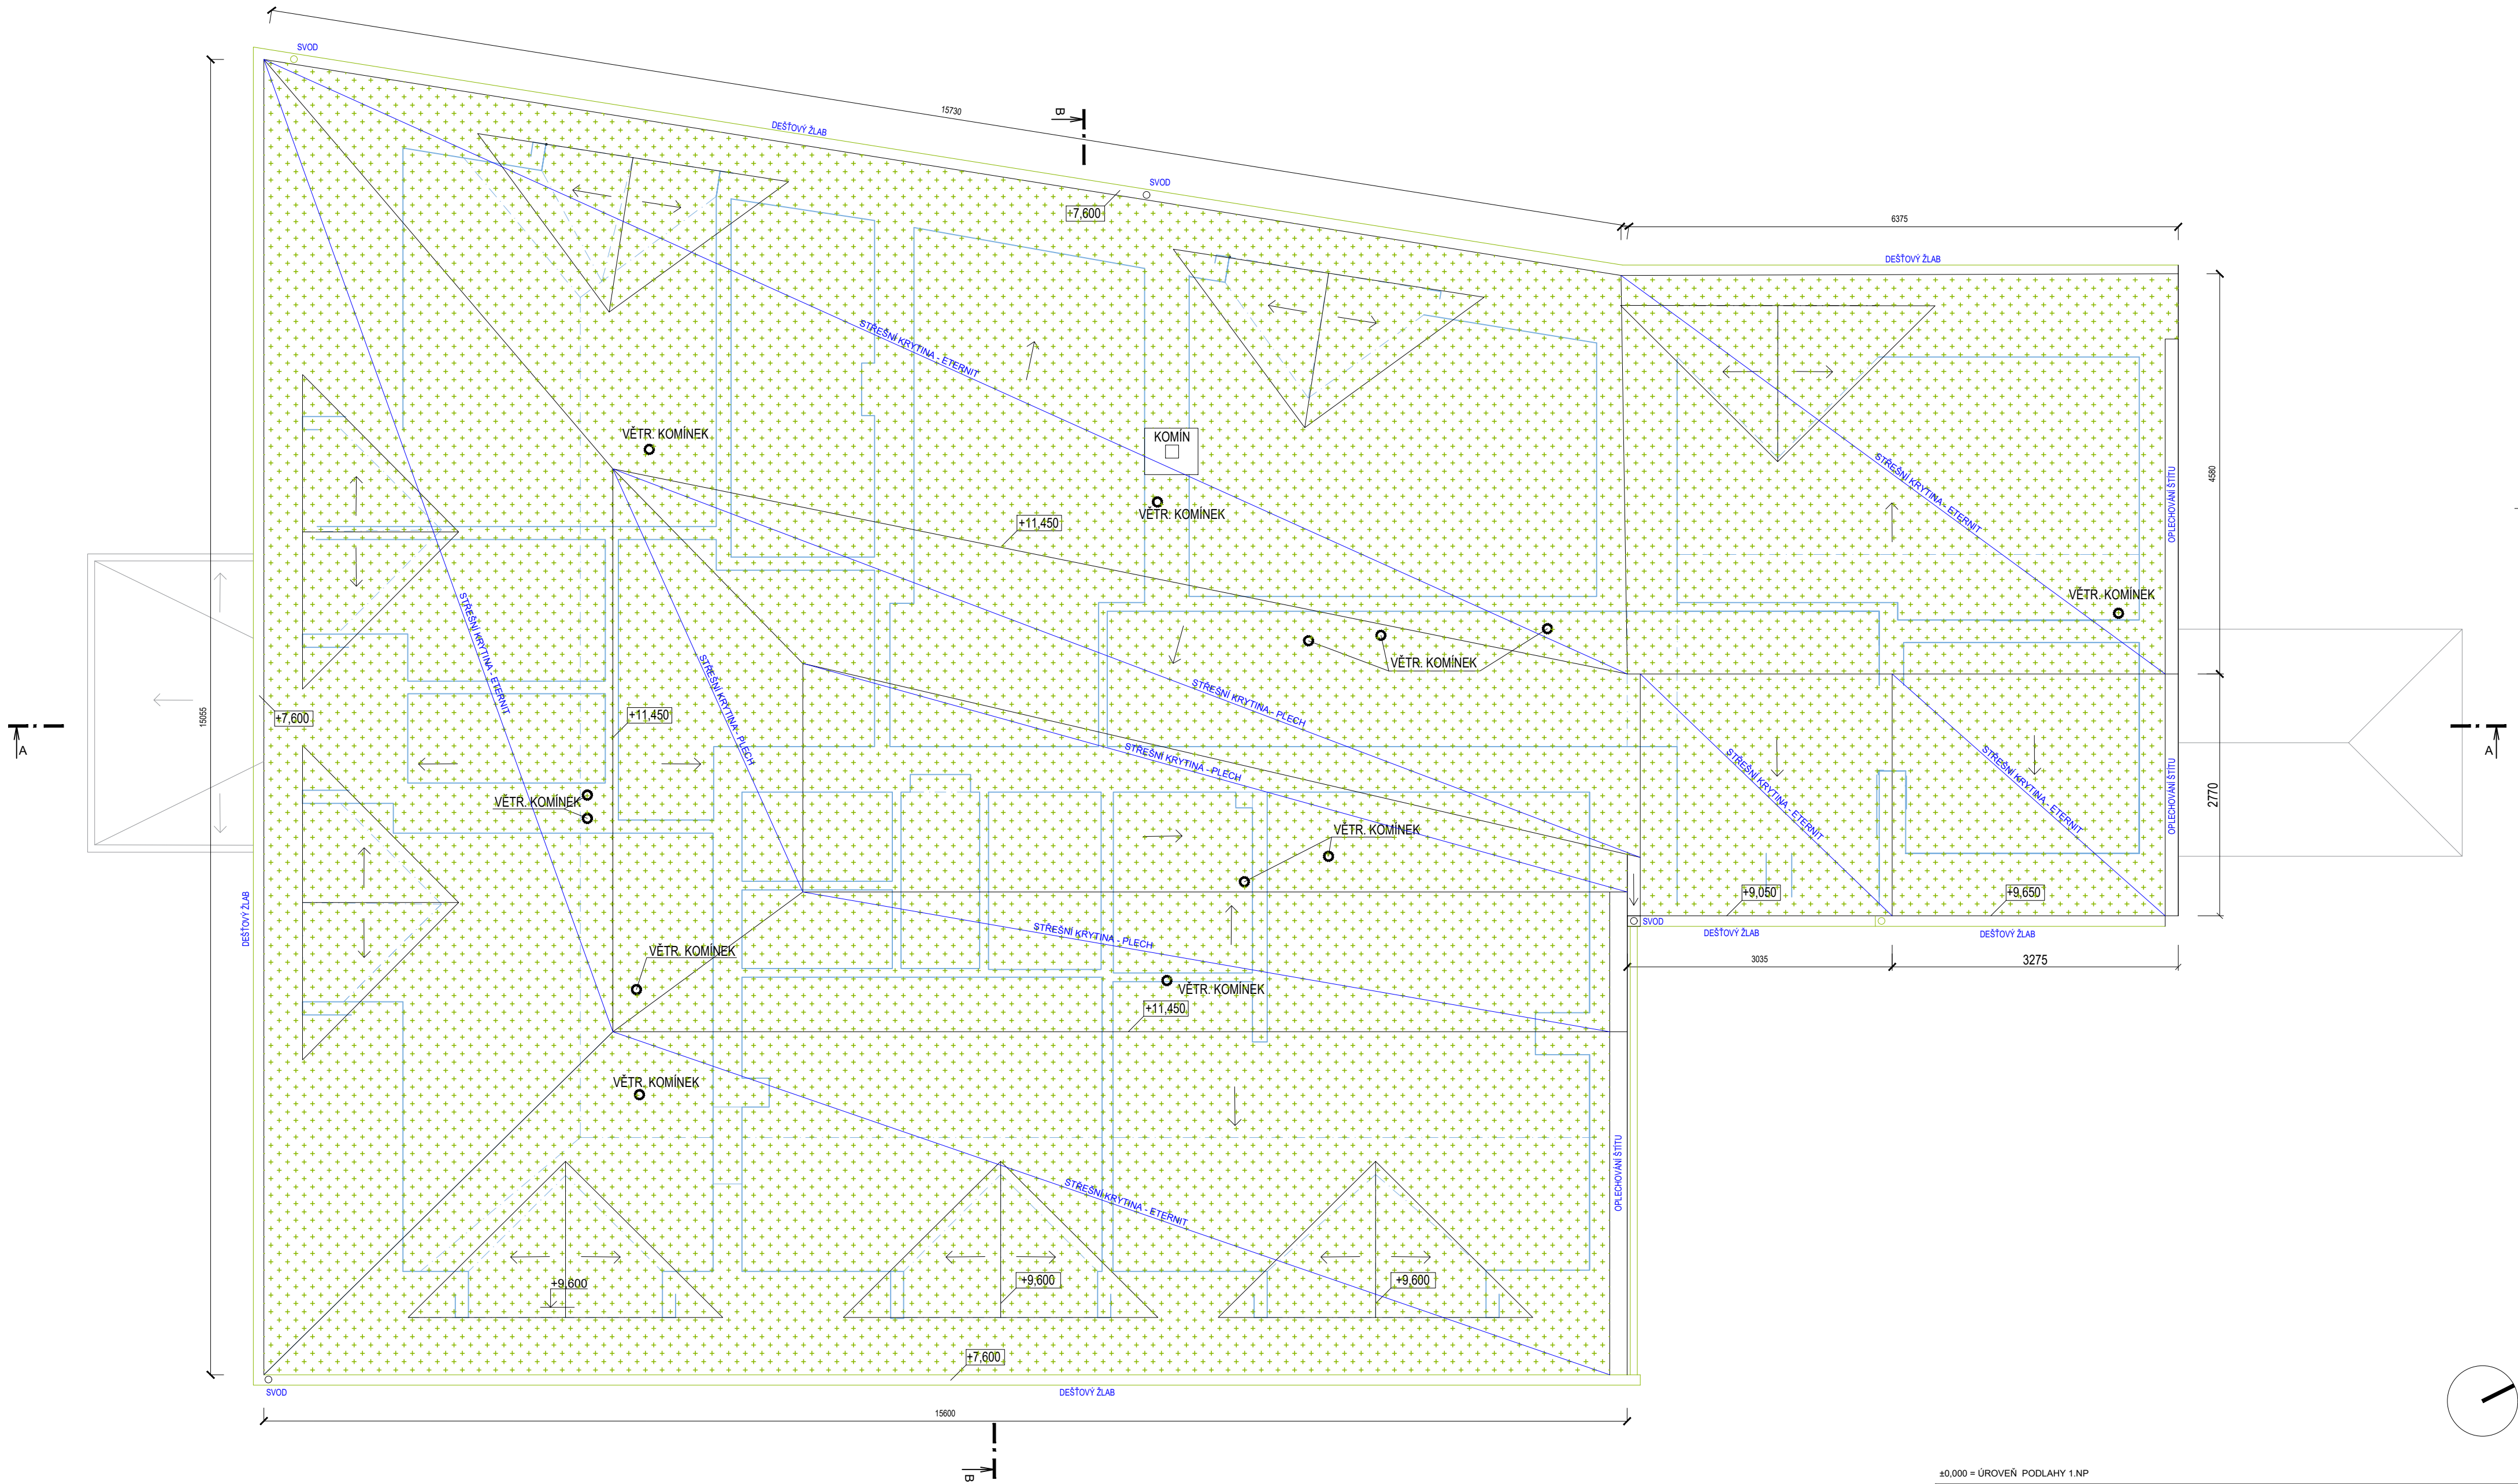 SVOD
15730
B
DEŠŤOVÝ ŽLAB
SVOD
+7,600
6375
DEŠŤOVÝ ŽLAB
STŘEŠNÍ KRYTINA - ETERNIT
VĚTR. KOMÍNEK
KOMÍN
VĚTR. KOMÍNEK
+11,450
STŘEŠNÍ KRYTINA - ETERNIT
OPLECHOVÁNÍ ŠTÍTU
4580
VĚTR. KOMÍNEK
STŘEŠNÍ KRYTINA - ETERNIT
STŘEŠNÍ KRYTINA - PLECH
VĚTR. KOMÍNEK
STŘEŠNÍ KRYTINA - PLECH
15055
+7,600
+11,450
A
A
STŘEŠNÍ KRYTINA - PLECH
STŘEŠNÍ KRYTINA - ETERNIT
STŘEŠNÍ KRYTINA - ETERNIT
OPLECHOVÁNÍ ŠTÍTU
2770
VĚTR. KOMÍNEK
VĚTR. KOMÍNEK
+9,050
+9,650
DEŠŤOVÝ ŽLAB
SVOD
DEŠŤOVÝ ŽLAB
DEŠŤOVÝ ŽLAB
STŘEŠNÍ KRYTINA - PLECH
VĚTR. KOMÍNEK
3035
3275
VĚTR. KOMÍNEK
+11,450
VĚTR. KOMÍNEK
OPLECHOVÁNÍ ŠTÍTU
STŘEŠNÍ KRYTINA - ETERNIT
+9,600
+9,600
+9,600
+7,600
SVOD
DEŠŤOVÝ ŽLAB
15600
B
±0,000 = ÚROVEŇ PODLAHY 1.NP